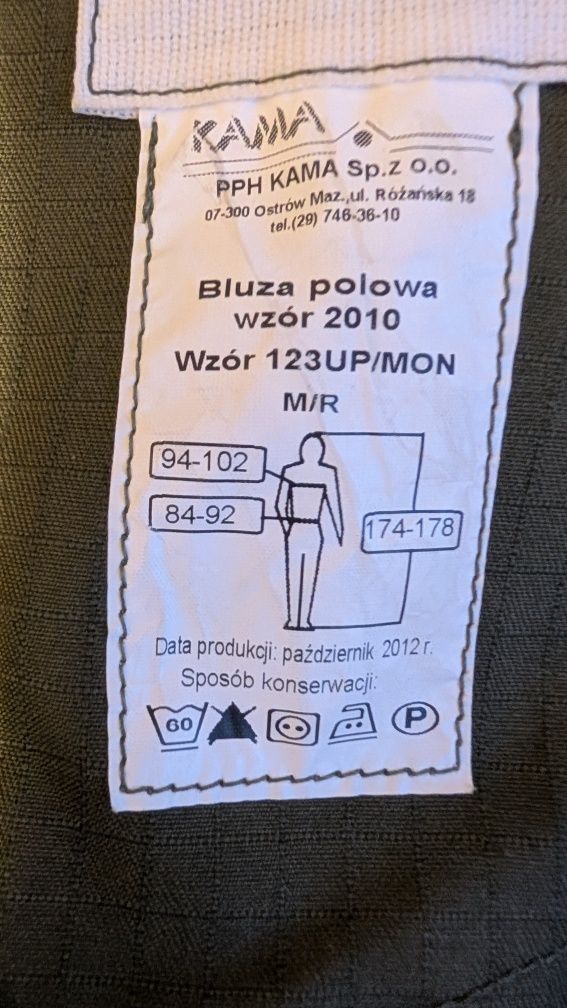 KAMA
PPH KAMA Sp.z o.o.
07-300 Ostrów Maz.,ul. Różańska 18
tel.(29) 746-36-10
Bluza polowa
wzór 2010
Wzór 123UP/MON
M/R
94-102
84-92
174-178
Data produkcji: październik 2012 r.
Sposób konserwacji:
60
P